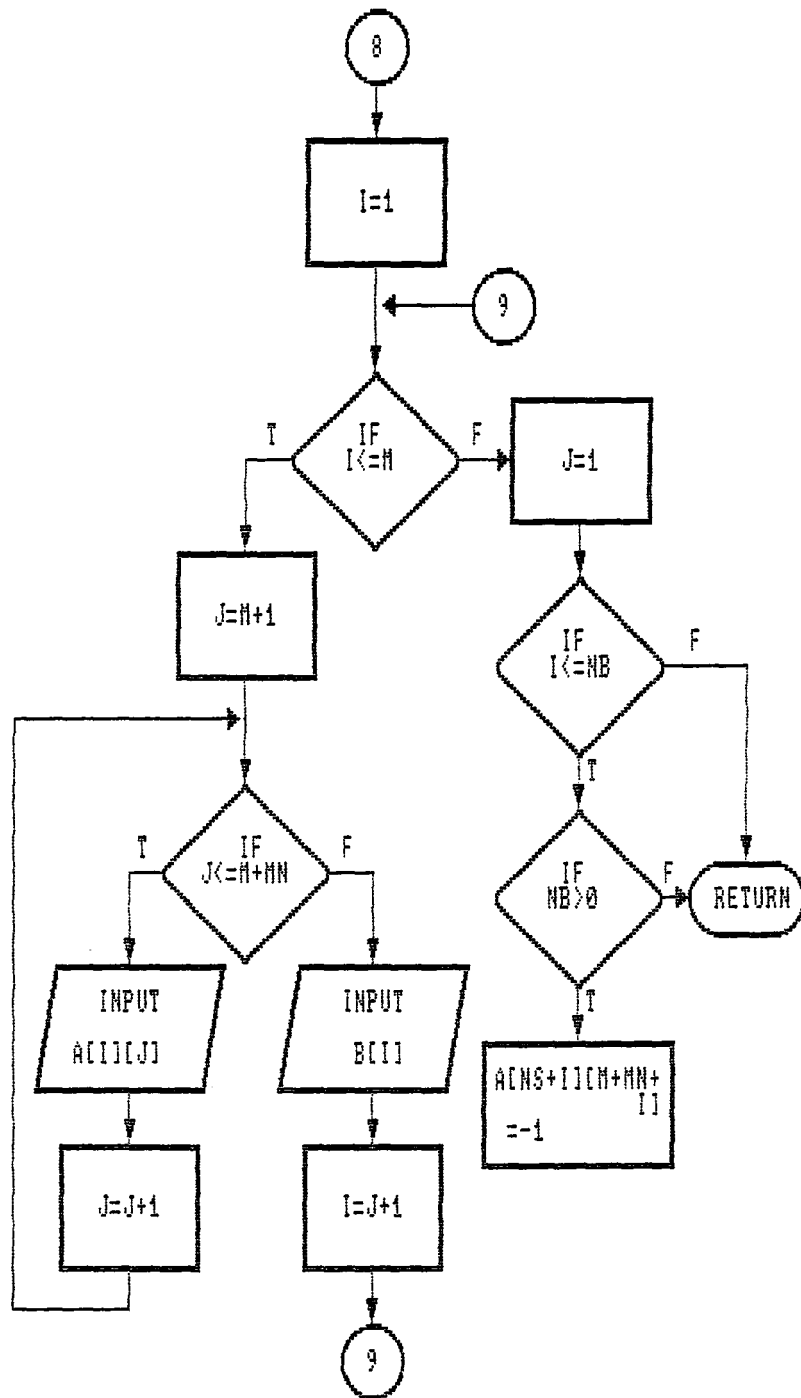 8
I=1
9
T
IF
I<=M
F
J=1
J=M+1
IF
I<=NB
F
T
T
IF
J<=M+MN
F
IF
NB>0
F
RETURN
T
INPUT
A[I][J]
INPUT
B[I]
A[NS+I][M+MN+
I]
=-1
J=J+1
I=J+1
9